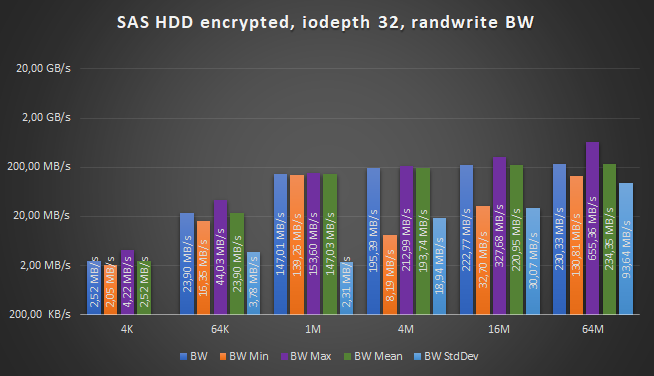 SAS HDD encrypted, iodepth 32, randwrite BW
20,00 GB/s
2,00 GB/s
200,00 MB/s
20,00 MB/s
2,00 MB/s
200,00 KB/s
2,52 MB/s
2,05 MB/s
4,22 MB/s
2,52 MB/s
23,90 MB/s
16,35 MB/s
44,03 MB/s
23,90 MB/s
3,78 MB/s
147,01 MB/s
139,26 MB/s
153,60 MB/s
147,03 MB/s
2,31 MB/s
195,39 MB/s
8,19 MB/s
212,99 MB/s
193,74 MB/s
18,94 MB/s
222,77 MB/s
32,70 MB/s
327,68 MB/s
220,95 MB/s
30,07 MB/s
230,33 MB/s
130,81 MB/s
655,36 MB/s
234,35 MB/s
93,64 MB/s
4K 64K 1M 4M 16M 64M
BW BW Min BW Max BW Mean BW StdDev